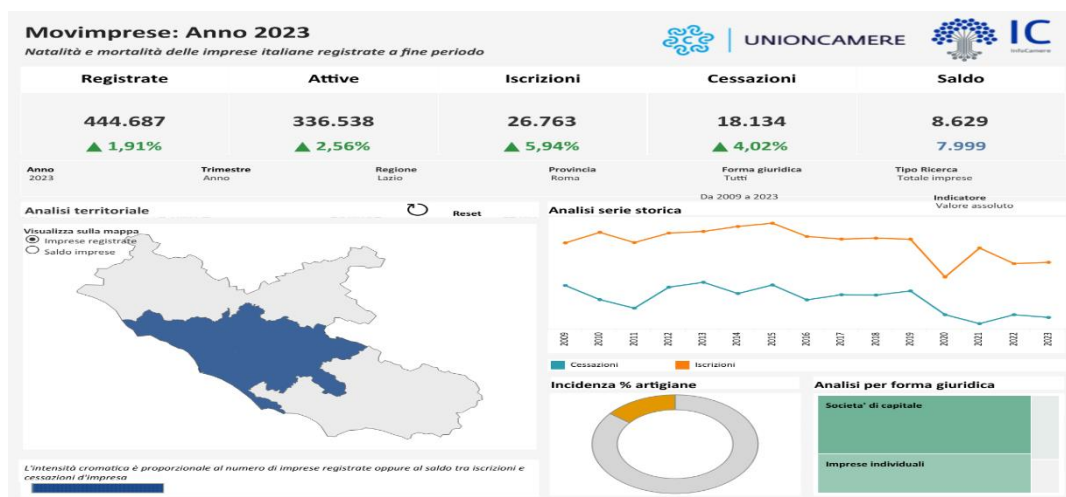 Movimprese: Anno 2023
Natalità e mortalità delle imprese italiane registrate a fine periodo
UNIONCAMERE
IC
InfoCamere
Registrate
Attive
Iscrizioni
Cessazioni
Saldo
444.687
336.538
26.763
18.134
8.629
▲ 1,91%
▲ 2,56%
▲ 5,94%
▲ 4,02%
7.999
Anno
2023
Trimestre
Anno
Regione
Lazio
Provincia
Roma
Forma giuridica
Tutti
Tipo Ricerca
Totale imprese
Da 2009 a 2023
Indicatore
Valore assoluto
Analisi territoriale
Reset
Visualizza sulla mappa
Imprese registrate
Saldo imprese
L'intensità cromatica è proporzionale al numero di imprese registrate oppure al saldo tra iscrizioni e
cessazioni d'impresa
Analisi serie storica
2009
2010
2011
2012
2013
2014
2015
2016
2017
2018
2019
2020
2021
2022
2023
Cessazioni
Iscrizioni
Incidenza % artigiane
Analisi per forma giuridica
Societa' di capitale
Imprese individuali